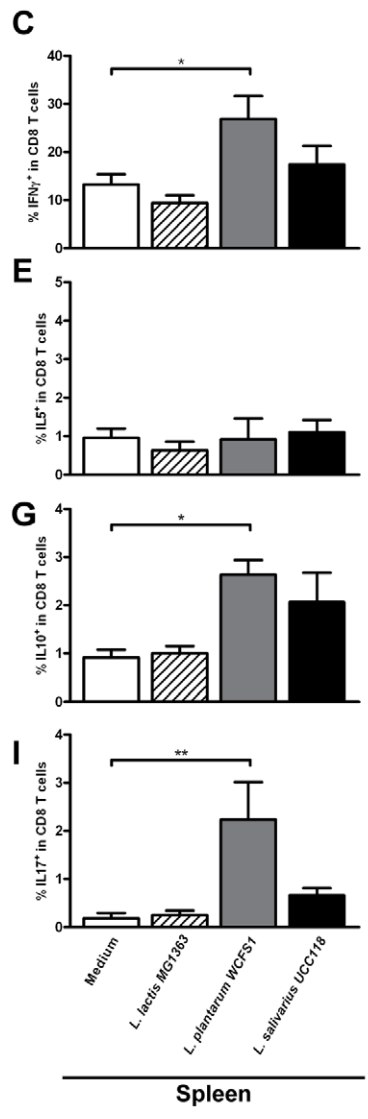 C
% IFNγ⁺ in CD8 T cells
40
30
20
10
0
*
E
% IL5⁺ in CD8 T cells
5
4
3
2
1
0
G
% IL10⁺ in CD8 T cells
4
3
2
1
0
*
I
% IL17⁺ in CD8 T cells
4
3
2
1
0
**
Medium
L. lactis MG1363
L. plantarum WCFS1
L. salivarius UCC118
Spleen